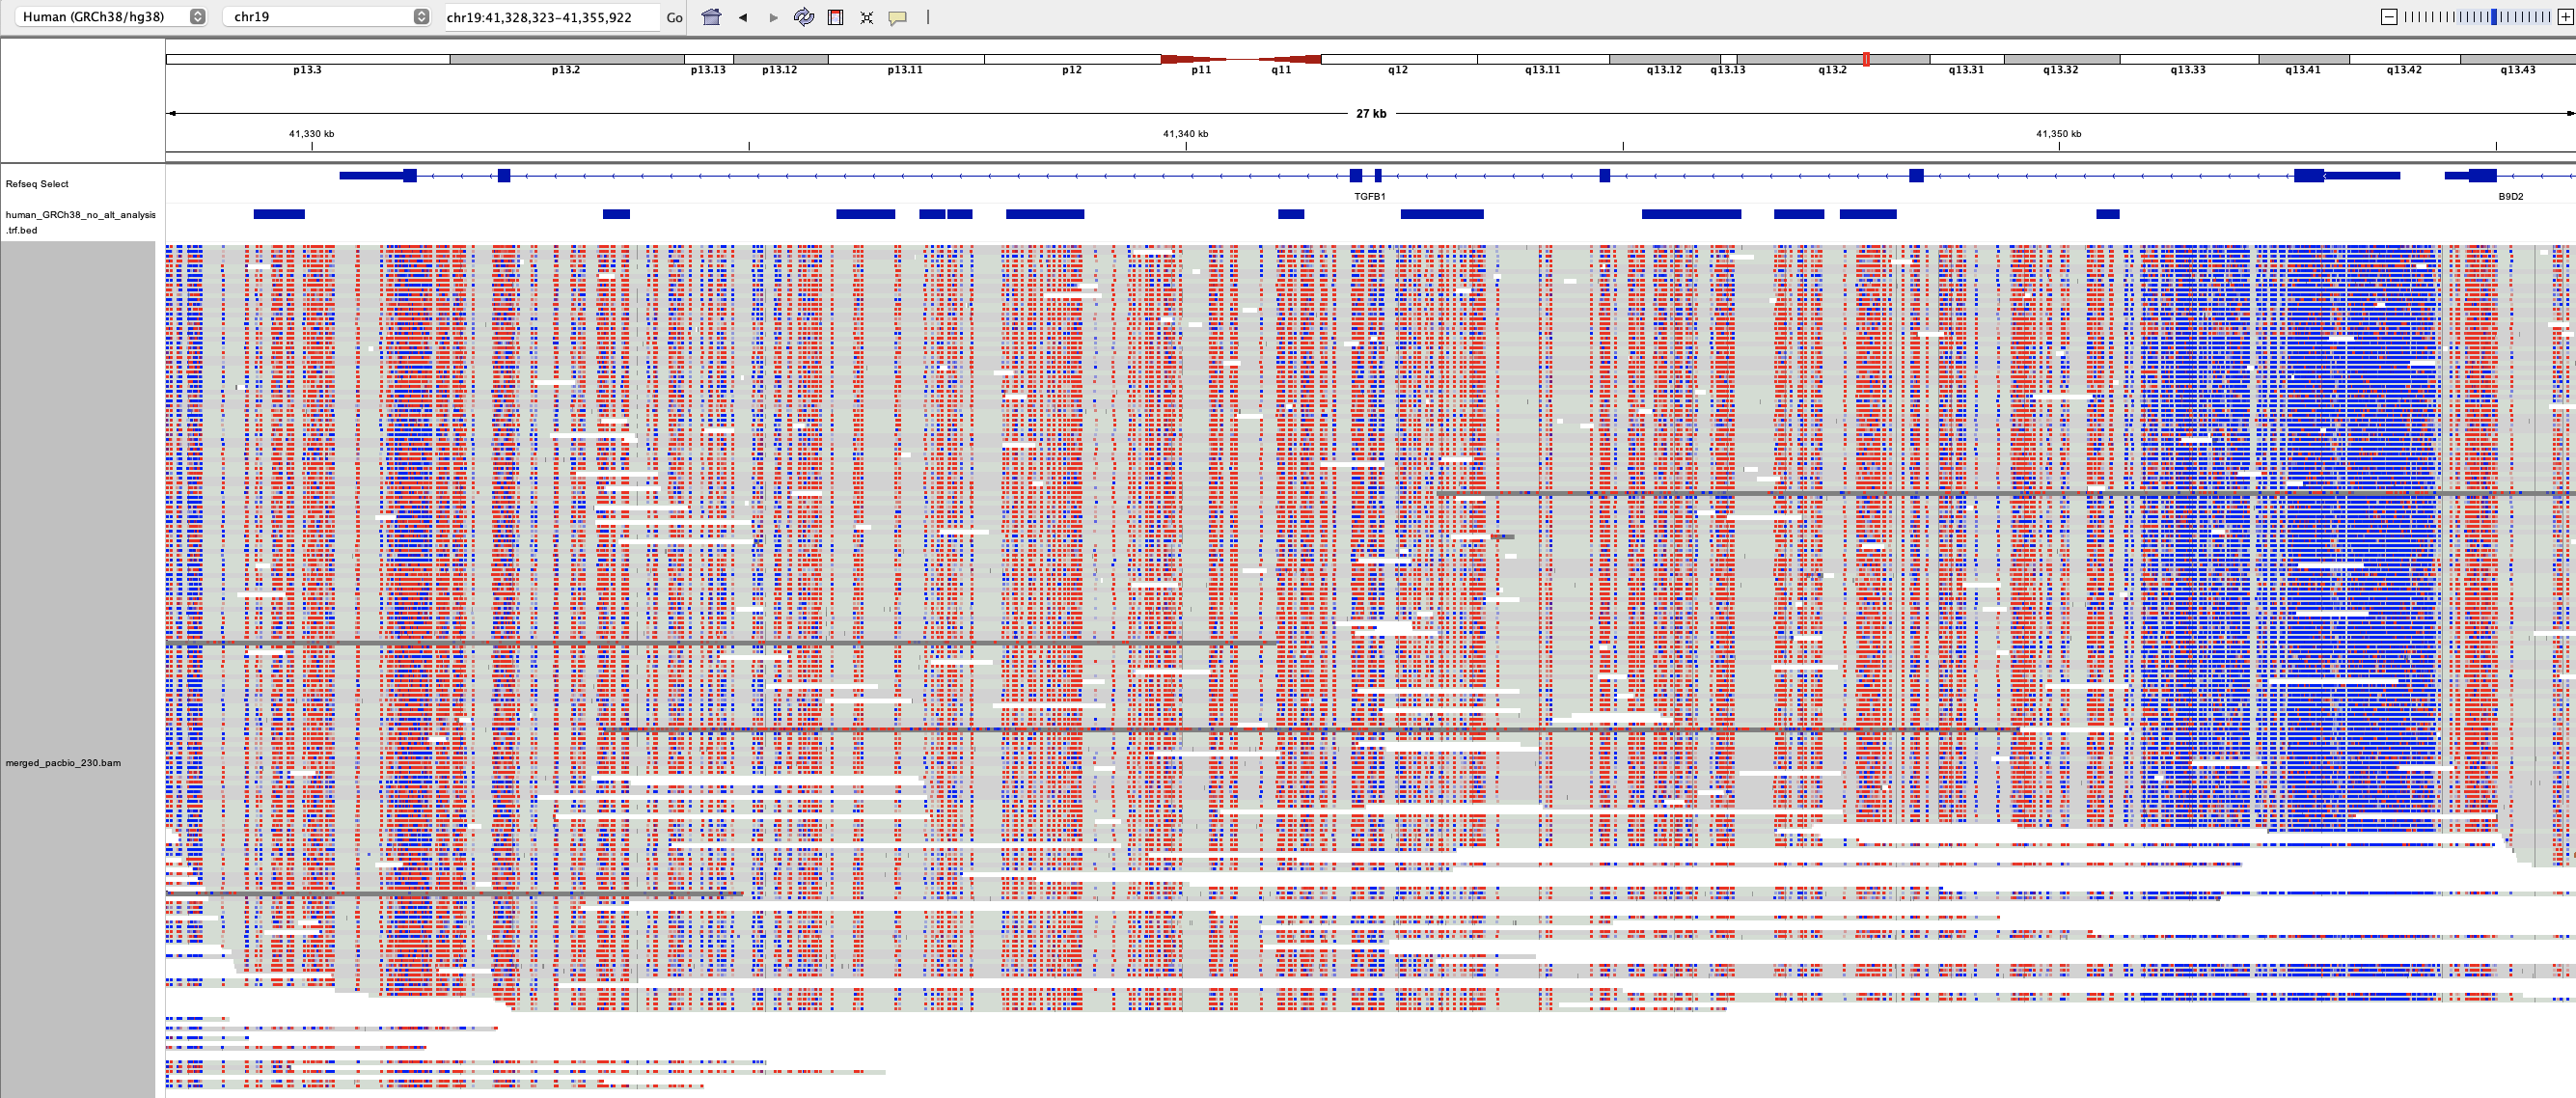 Human (GRCh38/hg38) chr19 chr19:41,328,323-41,355,922 Go
p13.3 p13.2 p13.13 p13.12 p13.11 p12 p11 q11 q12 q13.11 q13.12 q13.13 q13.2 q13.31 q13.32 q13.33 q13.41 q13.42 q13.43
27 kb
41,330 kb 41,340 kb 41,350 kb
Refseq Select
TGFB1 B9D2
human_GRCh38_no_alt_analysis
.trf.bed
merged_pacbio_230.bam